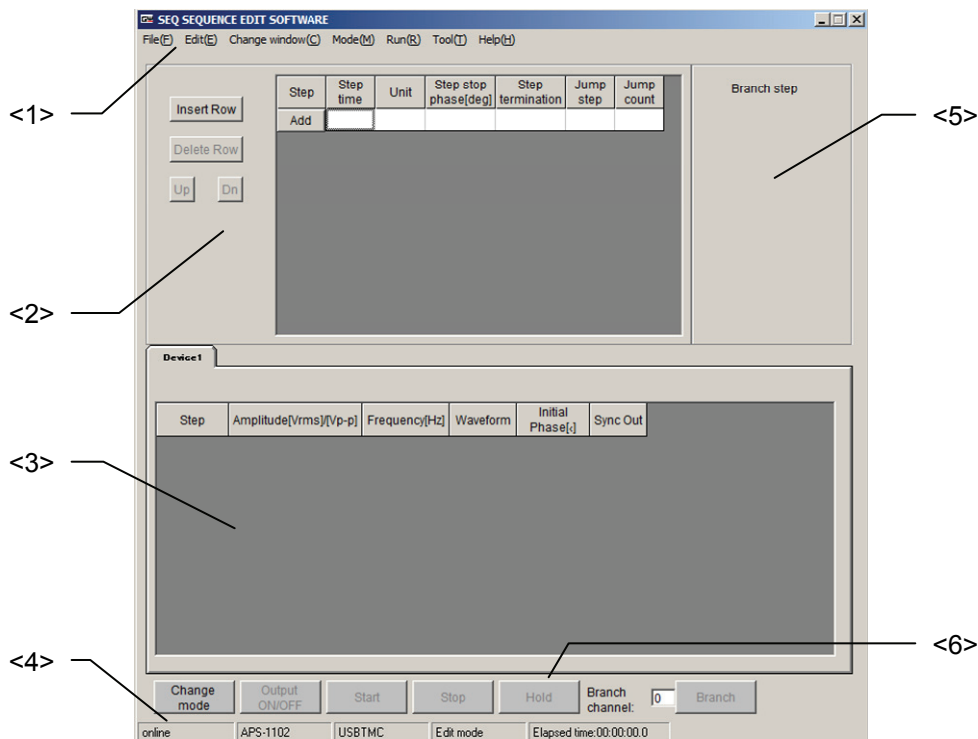 SEQ SEQUENCE EDIT SOFTWARE
File(F) Edit(E) Change window(C) Mode(M) Run(R) Tool(T) Help(H)
<1>
Insert Row
Delete Row
Up Dn
<2>
Step Step time Unit Step stop phase[deg] Step termination Jump step Jump count
Add
Branch step
<5>
Device1
Step Amplitude[Vrms]/[Vp-p] Frequency[Hz] Waveform Initial Phase[‹] Sync Out
<3>
<6>
<4>
Change mode Output ON/OFF Start Stop Hold Branch channel: 0 Branch
online APS-1102 USBTMC Edit mode Elapsed time:00:00:00.0